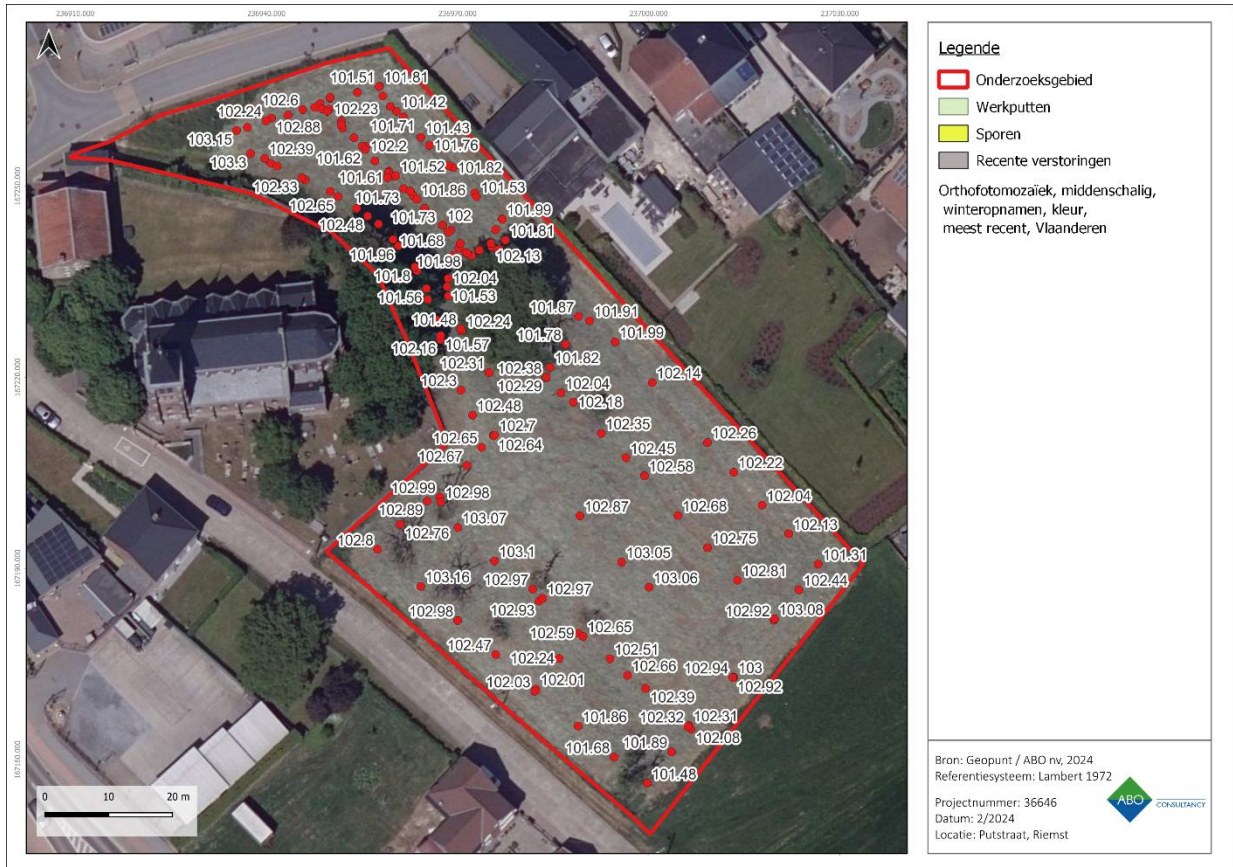 236910.000 236940.000 236970.000 237000.000 237030.000
167250.000
167220.000
167190.000
167160.000
101.51 101.81
102.6 102.23 101.42
102.24
102.88 101.71 101.43
103.15 101.76
102.39 102.2
103.3 101.62 101.52 101.82
101.61
102.33 101.86 101.53
102.65 101.73
102.48 101.73 102 101.99
101.68 101.81
101.96 101.98 102.13
101.8 102.04
101.56 101.53
101.87 101.91
101.48 102.24
101.78 101.99
102.16 101.57
102.31 102.38 101.82
102.3 102.29 102.04 102.14
102.18
102.48
102.7 102.35
102.65 102.64 102.26
102.67 102.45
102.58 102.22
102.99 102.98
102.89 102.87 102.68 102.04
102.76 103.07
102.8 102.75 102.13
103.1 103.05 101.31
103.16 102.97 103.06 102.81 102.44
102.97
102.93
102.98 102.92 103.08
102.59 102.65
102.47 102.24 102.51
102.66 102.94 103
102.03 102.01 102.92
102.39
101.86 102.32 102.31
101.68 101.89 102.08
101.48
0 10 20 m
Legende
Onderzoeksgebied
Werkputten
Sporen
Recente verstoringen
Orthofotomozaïek, middenschalig,
winteropnamen, kleur,
meest recent, Vlaanderen
Bron: Geopunt / ABO nv, 2024
Referentiesysteem: Lambert 1972
Projectnummer: 36646
Datum: 2/2024
Locatie: Putstraat, Riemst
ABO CONSULTANCY